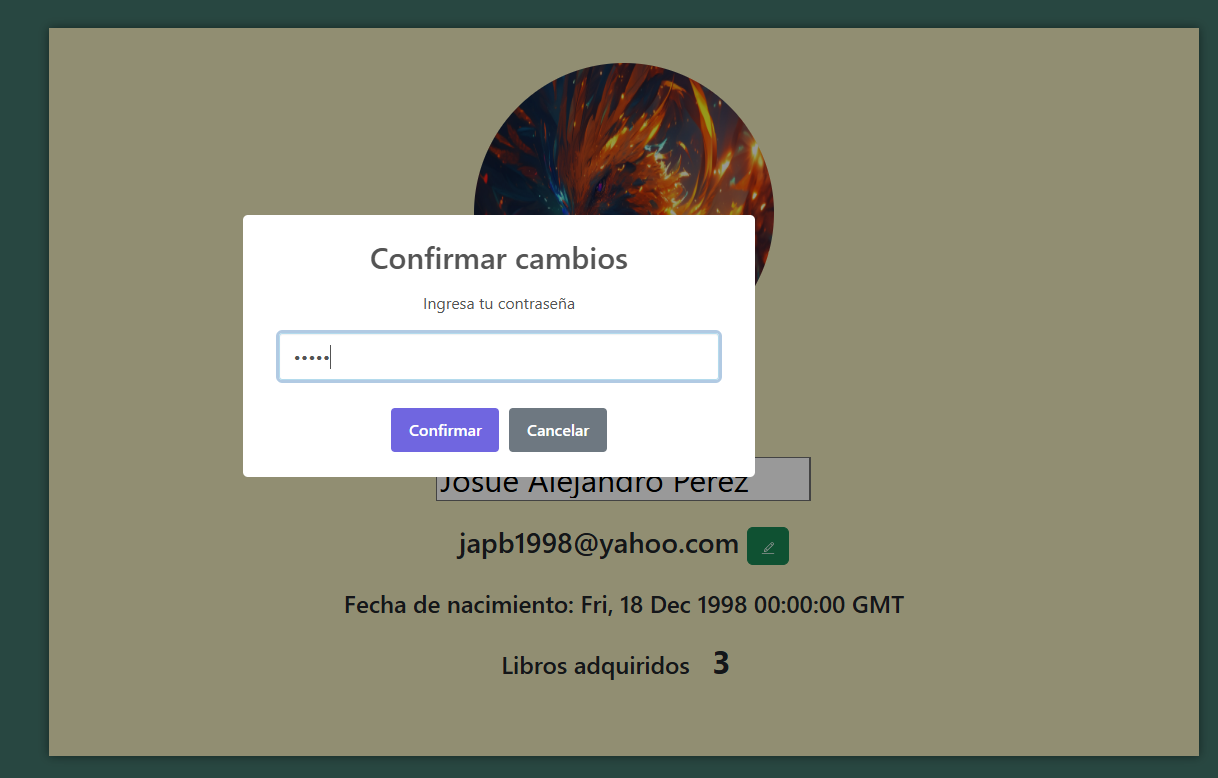 Confirmar cambios
Ingresa tu contraseña
•••••
Confirmar
Cancelar
Josue Alejandro Perez
japb1998@yahoo.com
Fecha de nacimiento: Fri, 18 Dec 1998 00:00:00 GMT
Libros adquiridos 3